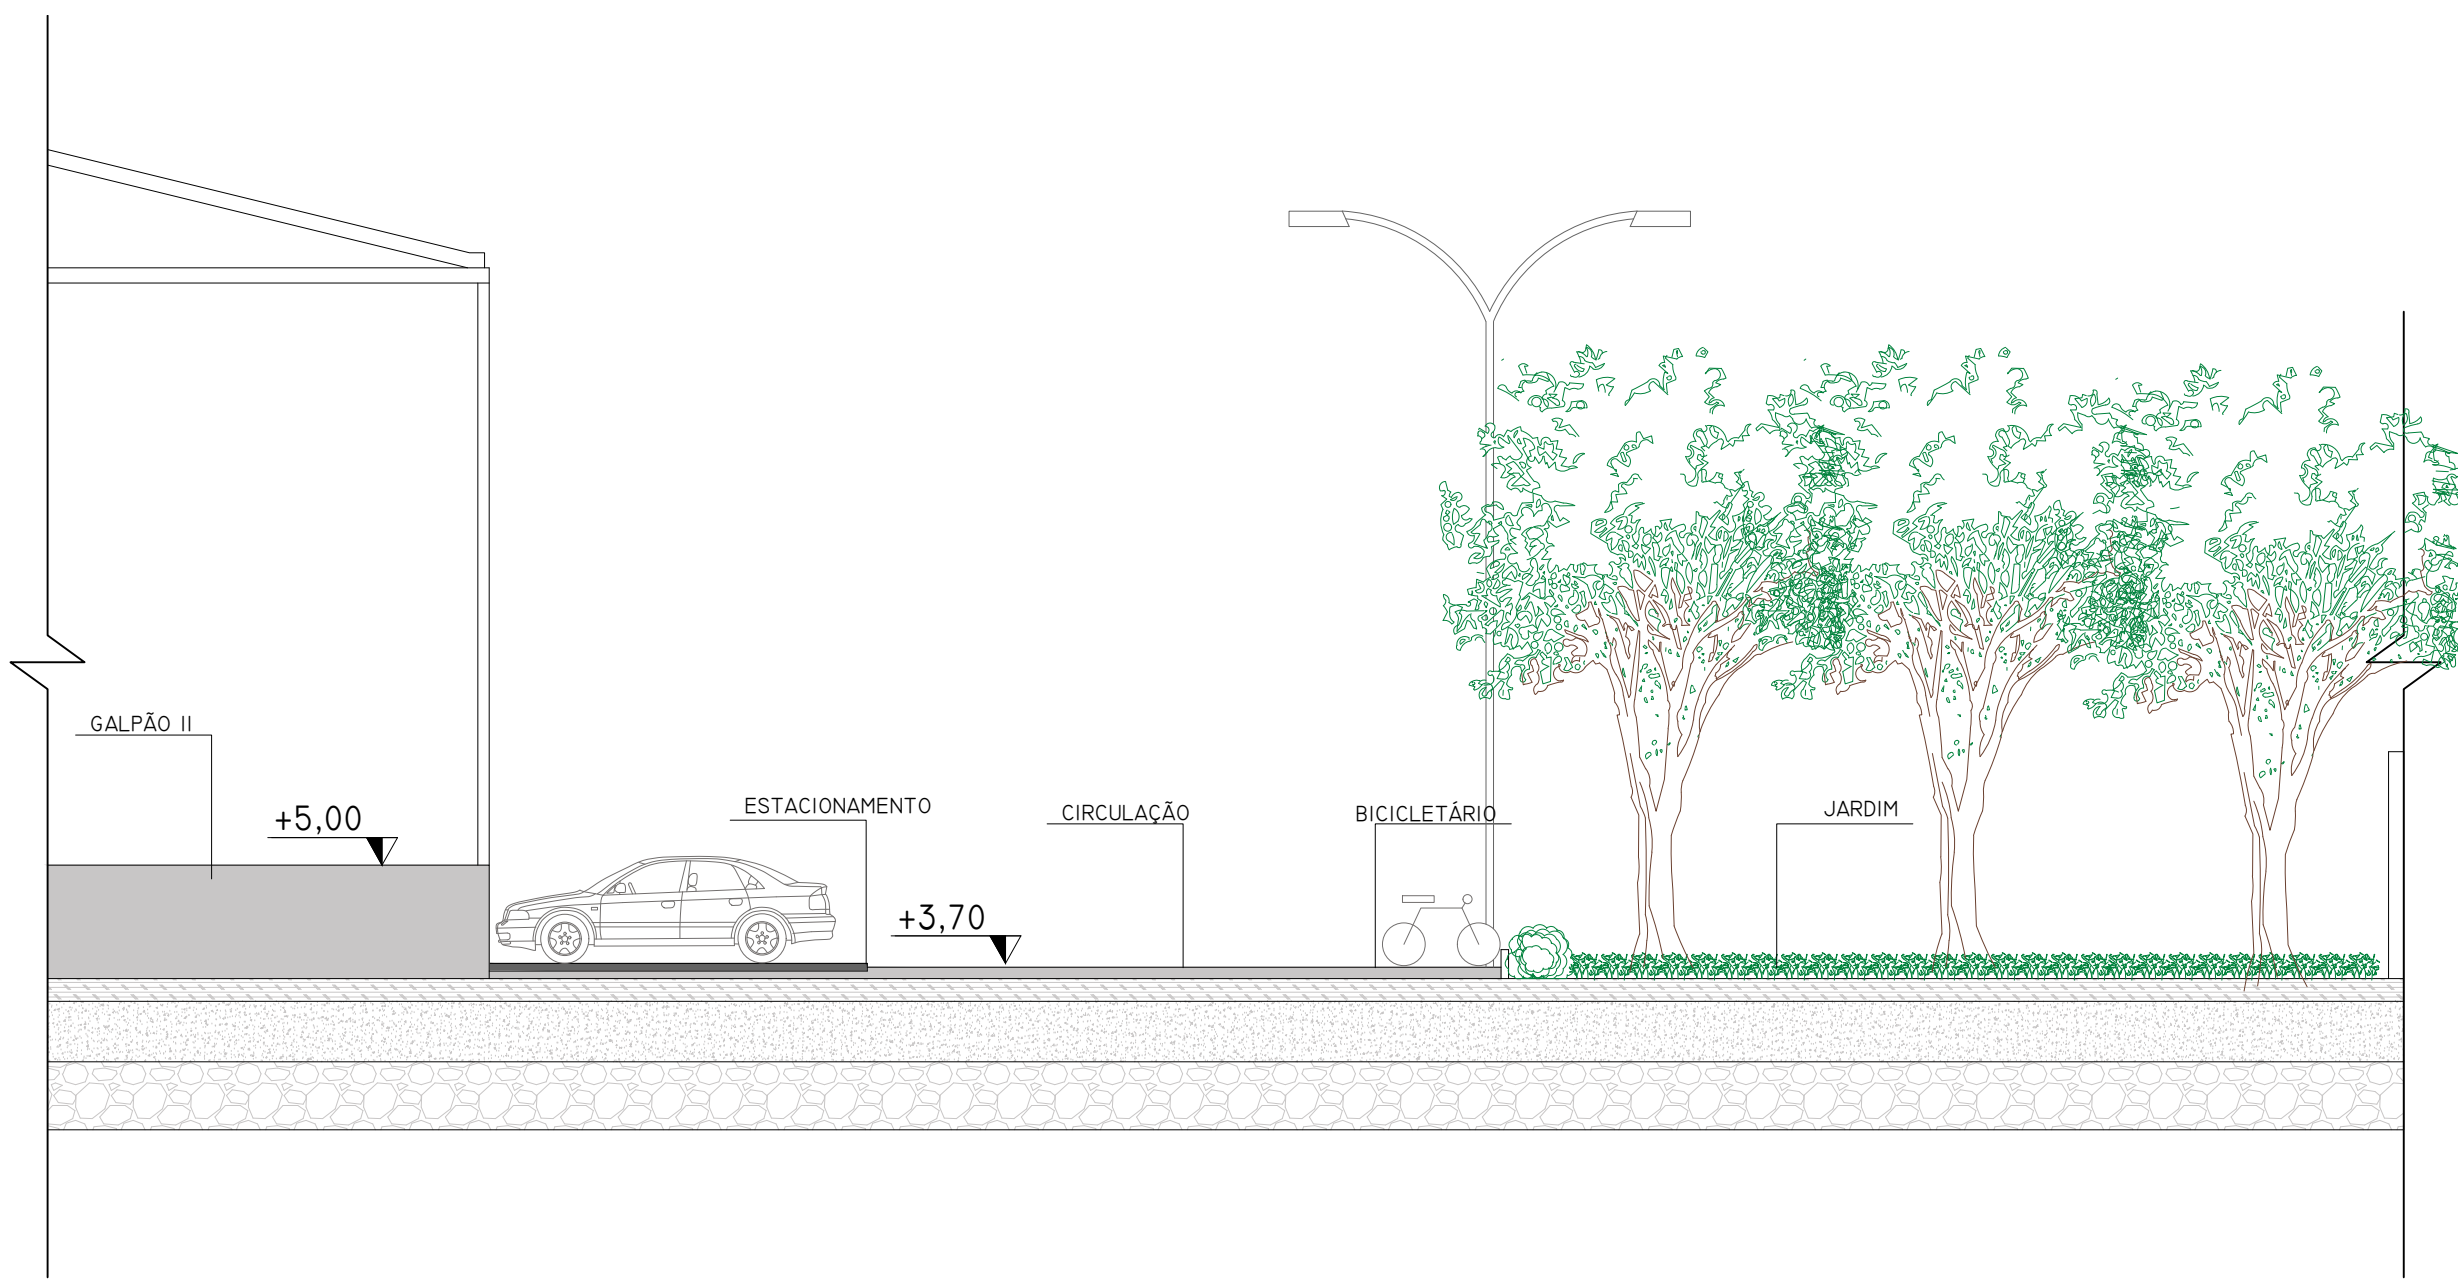 GALPÃO II
+5,00
ESTACIONAMENTO
+3,70
CIRCULAÇÃO
BICICLETÁRIO
JARDIM